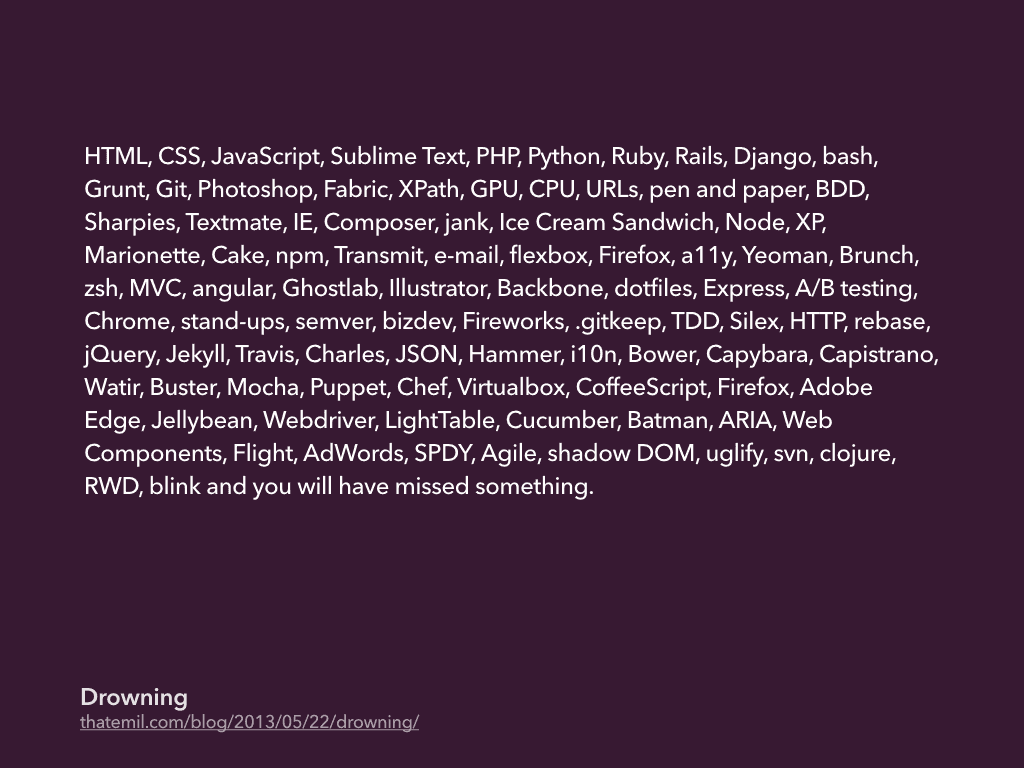 HTML, CSS, JavaScript, Sublime Text, PHP, Python, Ruby, Rails, Django, bash,
Grunt, Git, Photoshop, Fabric, XPath, GPU, CPU, URLs, pen and paper, BDD,
Sharpies, Textmate, IE, Composer, jank, Ice Cream Sandwich, Node, XP,
Marionette, Cake, npm, Transmit, e-mail, flexbox, Firefox, a11y, Yeoman, Brunch,
zsh, MVC, angular, Ghostlab, Illustrator, Backbone, dotfiles, Express, A/B testing,
Chrome, stand-ups, semver, bizdev, Fireworks, .gitkeep, TDD, Silex, HTTP, rebase,
jQuery, Jekyll, Travis, Charles, JSON, Hammer, i10n, Bower, Capybara, Capistrano,
Watir, Buster, Mocha, Puppet, Chef, Virtualbox, CoffeeScript, Firefox, Adobe
Edge, Jellybean, Webdriver, LightTable, Cucumber, Batman, ARIA, Web
Components, Flight, AdWords, SPDY, Agile, shadow DOM, uglify, svn, clojure,
RWD, blink and you will have missed something.
Drowning
thatemil.com/blog/2013/05/22/drowning/